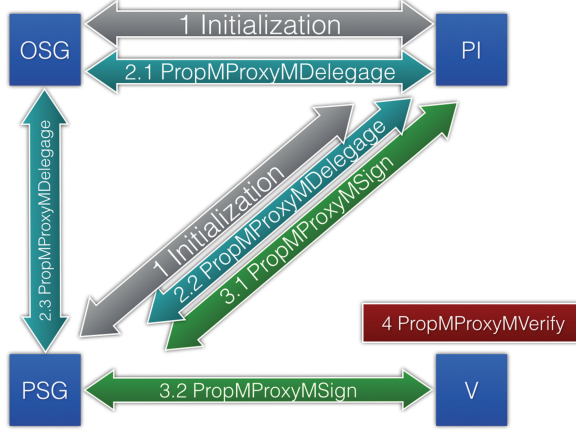 1 Initialization
OSG
PI
2.1 PropMProxyMDelegage
2.3 PropMProxyMDelegage
1 Initialization
2.2 PropMProxyMDelegage
3.1 PropMProxyMSign
4 PropMProxyMVerify
PSG
3.2 PropMProxyMSign
V